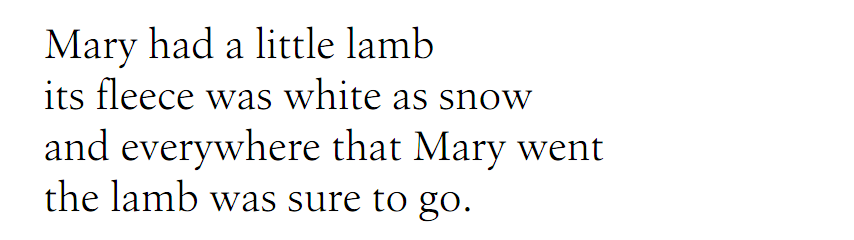 Mary had a little lamb
its fleece was white as snow
and everywhere that Mary went
the lamb was sure to go.